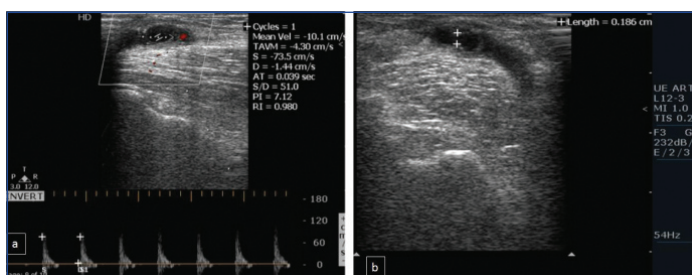 HD
Cycles = 1
Mean Vel = -10.1 cm/s
TAVM = -4.30 cm/s
S = -73.5 cm/s
D = -1.44 cm/s
AT = 0.039 sec
S/D = 51.0
PI = 7.12
RI = 0.980
T
P R
3.0 12.0
NVERT
- 180
- 120
- 60
- 0
a
Length = 0.186 cm
UE ART
L12-3
MI 1.0
TIS 0.2
F3 G
232dB/
E / 2 / 3
54Hz
b